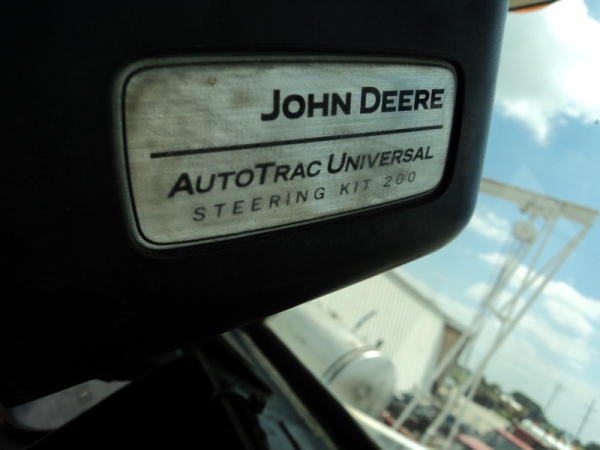 JOHN DEERE
AUTOTRAC UNIVERSAL
STEERING KIT 200